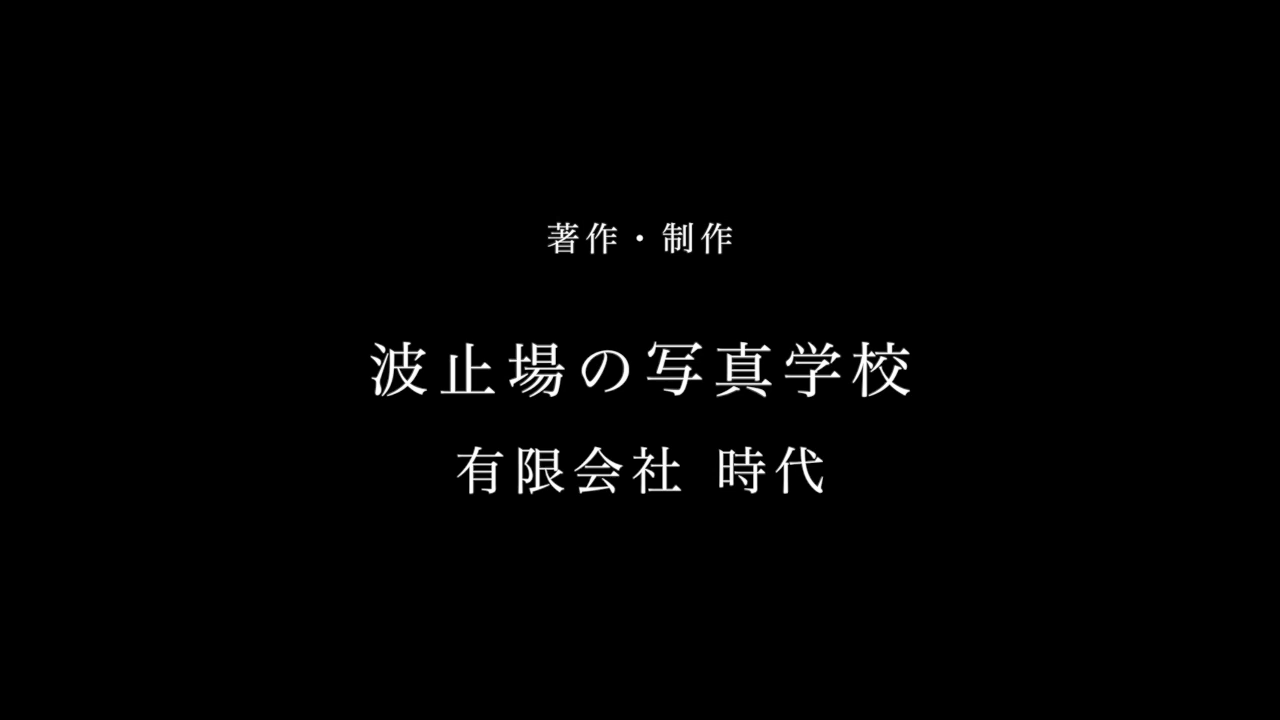 著作・制作
波止場の写真学校
有限会社 時代